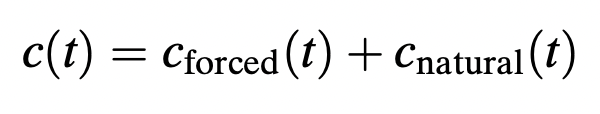 c(t) = c_forced(t) + c_natural(t)